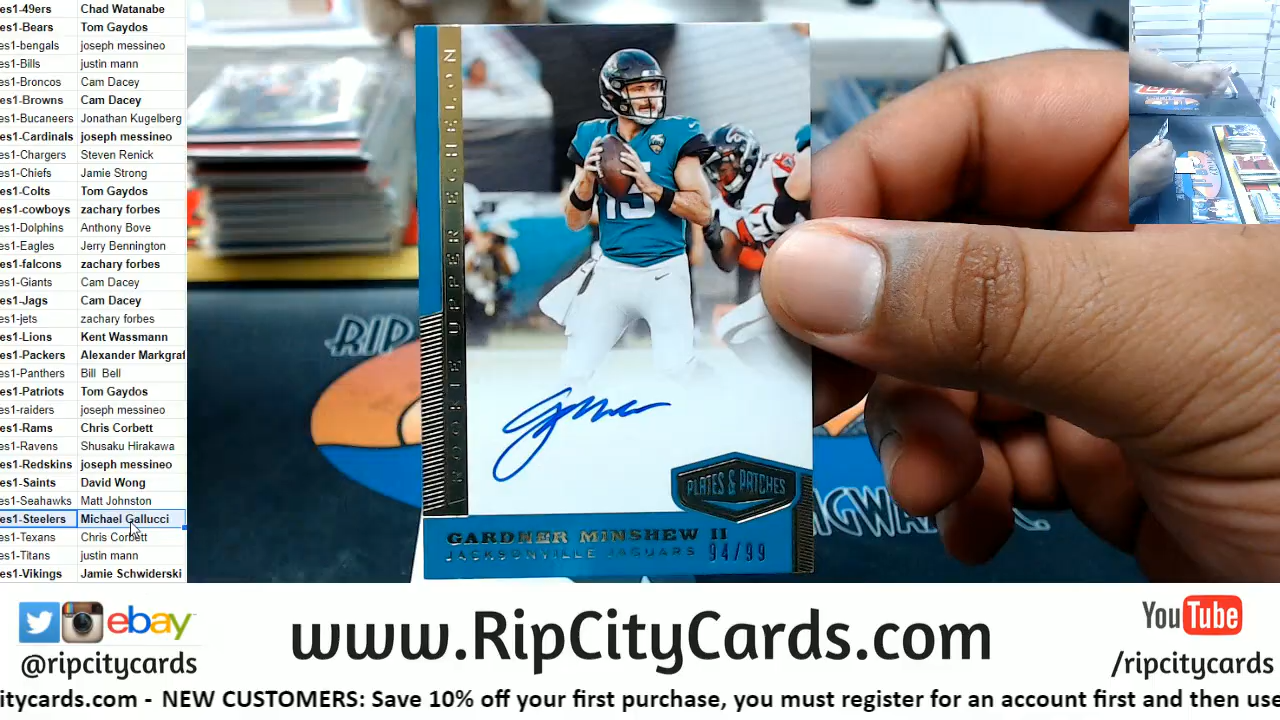 es1-49ers Chad Watanabe
es1-Bears Tom Gaydos
es1-bengals joseph messineo
es1-Bills justin mann
es1-Broncos Cam Dacey
es1-Browns Cam Dacey
es1-Bucaneers Jonathan Kugelberg
es1-Cardinals joseph messineo
es1-Chargers Steven Renick
es1-Chiefs Jamie Strong
es1-Colts Tom Gaydos
es1-cowboys zachary forbes
es1-Dolphins Anthony Bove
es1-Eagles Jerry Bennington
es1-falcons zachary forbes
es1-Giants Cam Dacey
es1-Jags Cam Dacey
es1-jets zachary forbes
es1-Lions Kent Wassmann
es1-Packers Alexander Markgraf
es1-Panthers Bill Bell
es1-Patriots Tom Gaydos
es1-raiders joseph messineo
es1-Rams Chris Corbett
es1-Ravens Shusaku Hirakawa
es1-Redskins joseph messineo
es1-Saints David Wong
es1-Seahawks Matt Johnston
es1-Steelers Michael Gallucci
es1-Texans Chris Corbett
es1-Titans justin mann
es1-Vikings Jamie Schwiderski
ROOKIE UPPER ECHELON
15
PLATES & PATCHES
GARDNER MINSHEW II
JACKSONVILLE JAGUARS 94/99
RIP
ebay
@ripcitycards
www.RipCityCards.com
YouTube
/ripcitycards
citycards.com - NEW CUSTOMERS: Save 10% off your first purchase, you must register for an account first and then use